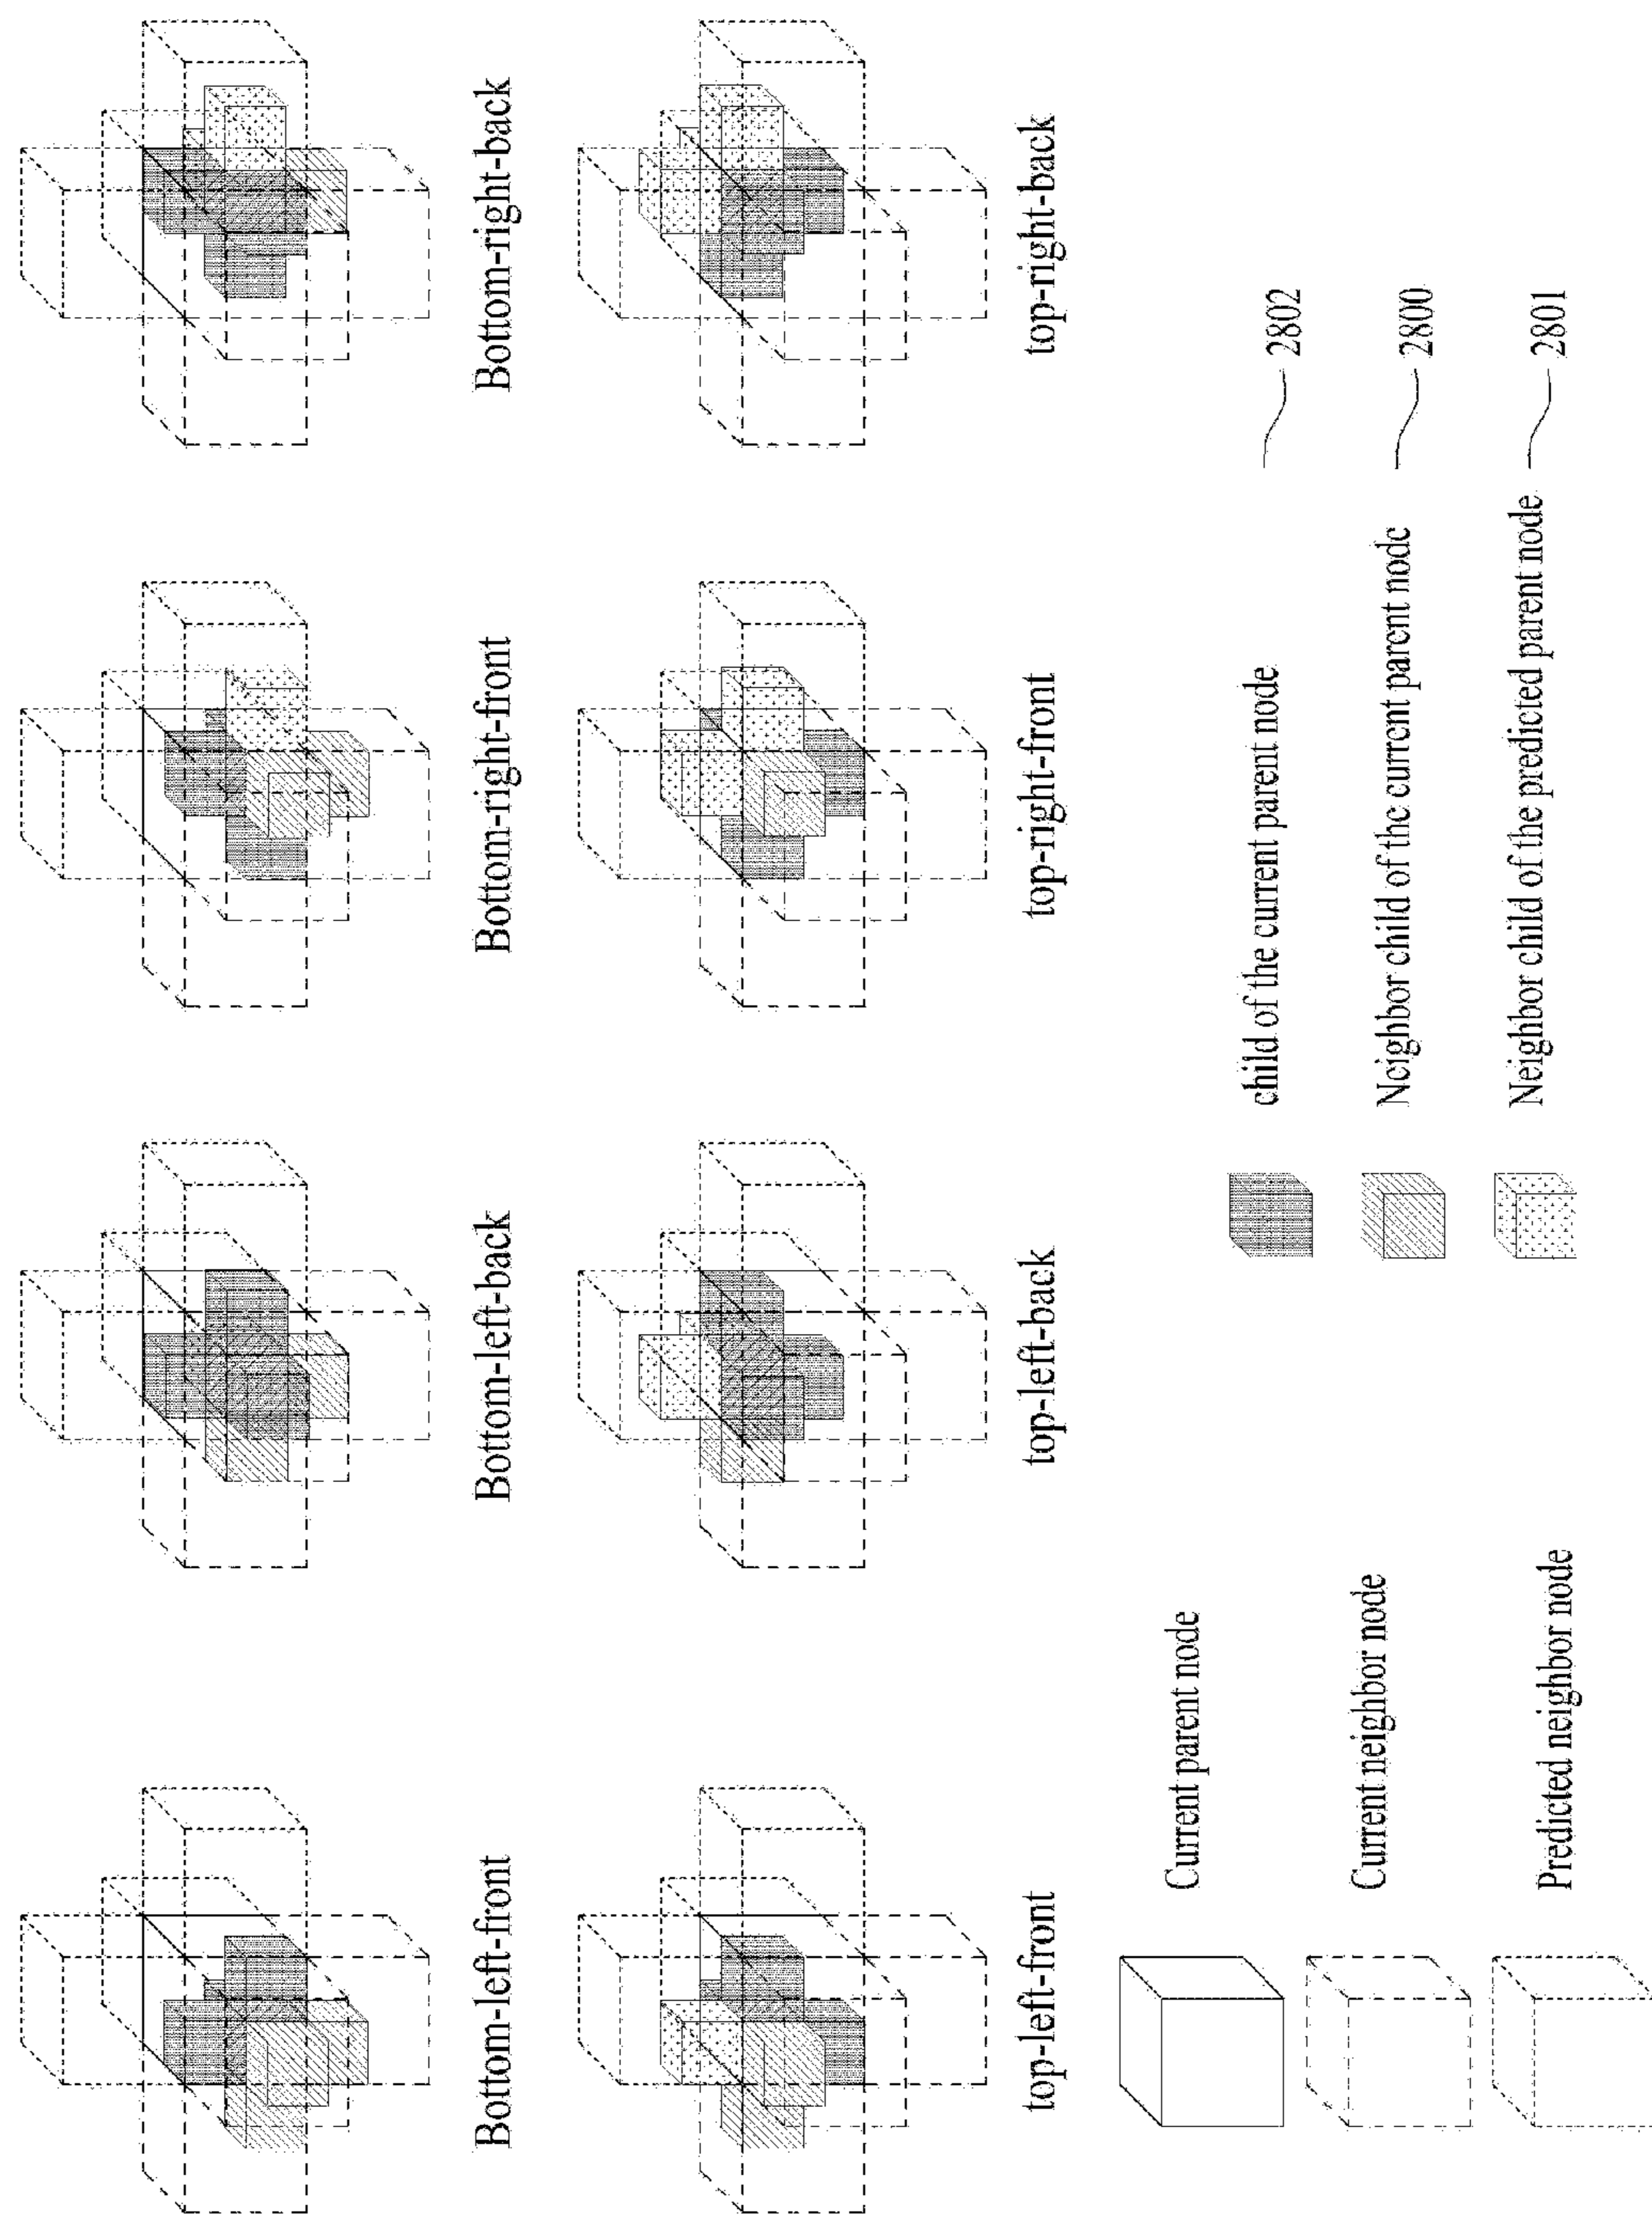 Bottom-left-front
Bottom-left-back
Bottom-right-front
Bottom-right-back
top-left-front
top-left-back
top-right-front
top-right-back
Current parent node
Current neighbor node
Predicted neighbor node
child of the current parent node
2802
Neighbor child of the current parent node
2800
Neighbor child of the predicted parent node
2801